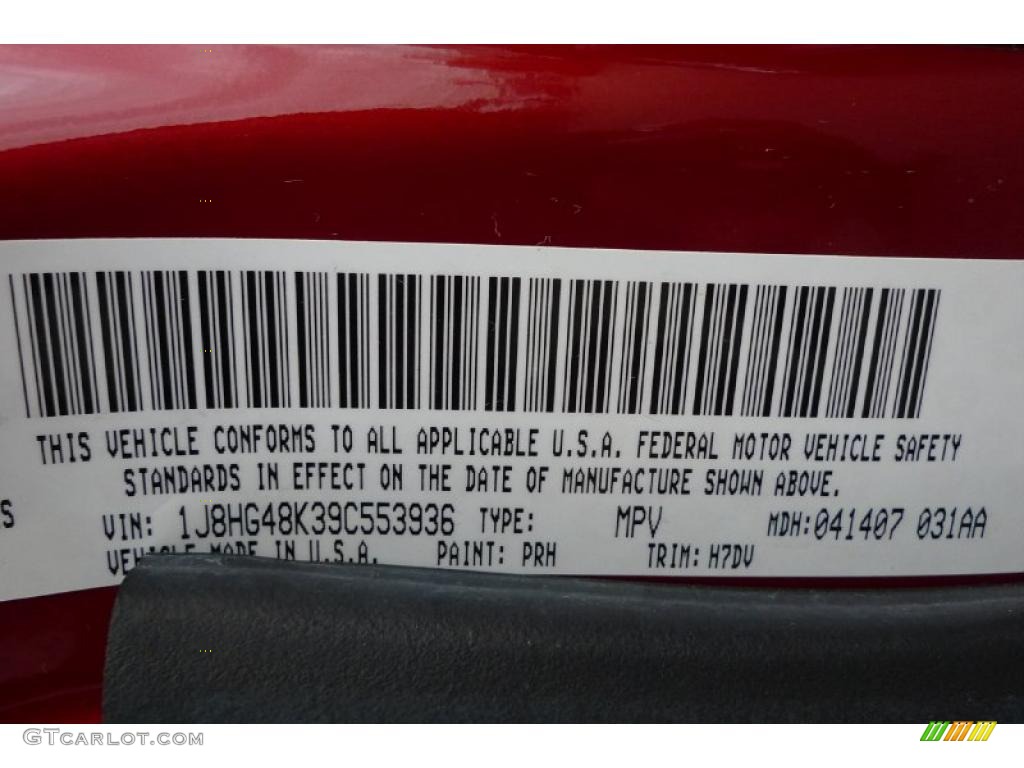 THIS VEHICLE CONFORMS TO ALL APPLICABLE U.S.A. FEDERAL MOTOR VEHICLE SAFETY
STANDARDS IN EFFECT ON THE DATE OF MANUFACTURE SHOWN ABOVE.
S
VIN: 1J8HG48K39C553936 TYPE: MPV MDH:041407 031AA
VEHICLE MADE IN U.S.A. PAINT: PRH TRIM: H7DV
GTCARLOT.COM